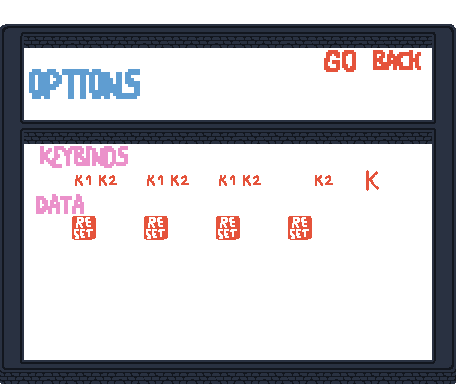 GO BACK
OPTIONS
KEYBINDS
K1 K2 K1 K2 K1 K2 K2 K
DATA
RE SET RE SET RE SET RE SET